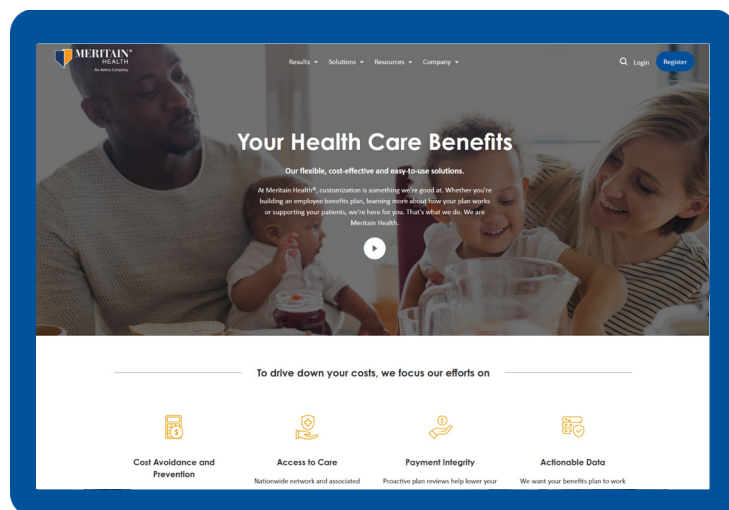 MERITAIN®
HEALTH
An Aetna Company
Results
Solutions
Resources
Company
Login
Register
Your Health Care Benefits
Our flexible, cost-effective and easy-to-use solutions.
At Meritain Health®, customization is something we're good at. Whether you're
building an employee benefits plan, learning more about how your plan works
or supporting your patients, we're here for you. That's what we do. We are
Meritain Health.
To drive down your costs, we focus our efforts on
Cost Avoidance and
Prevention
Access to Care
Nationwide network and associated
Payment Integrity
Proactive plan reviews help lower your
Actionable Data
We want your benefits plan to work